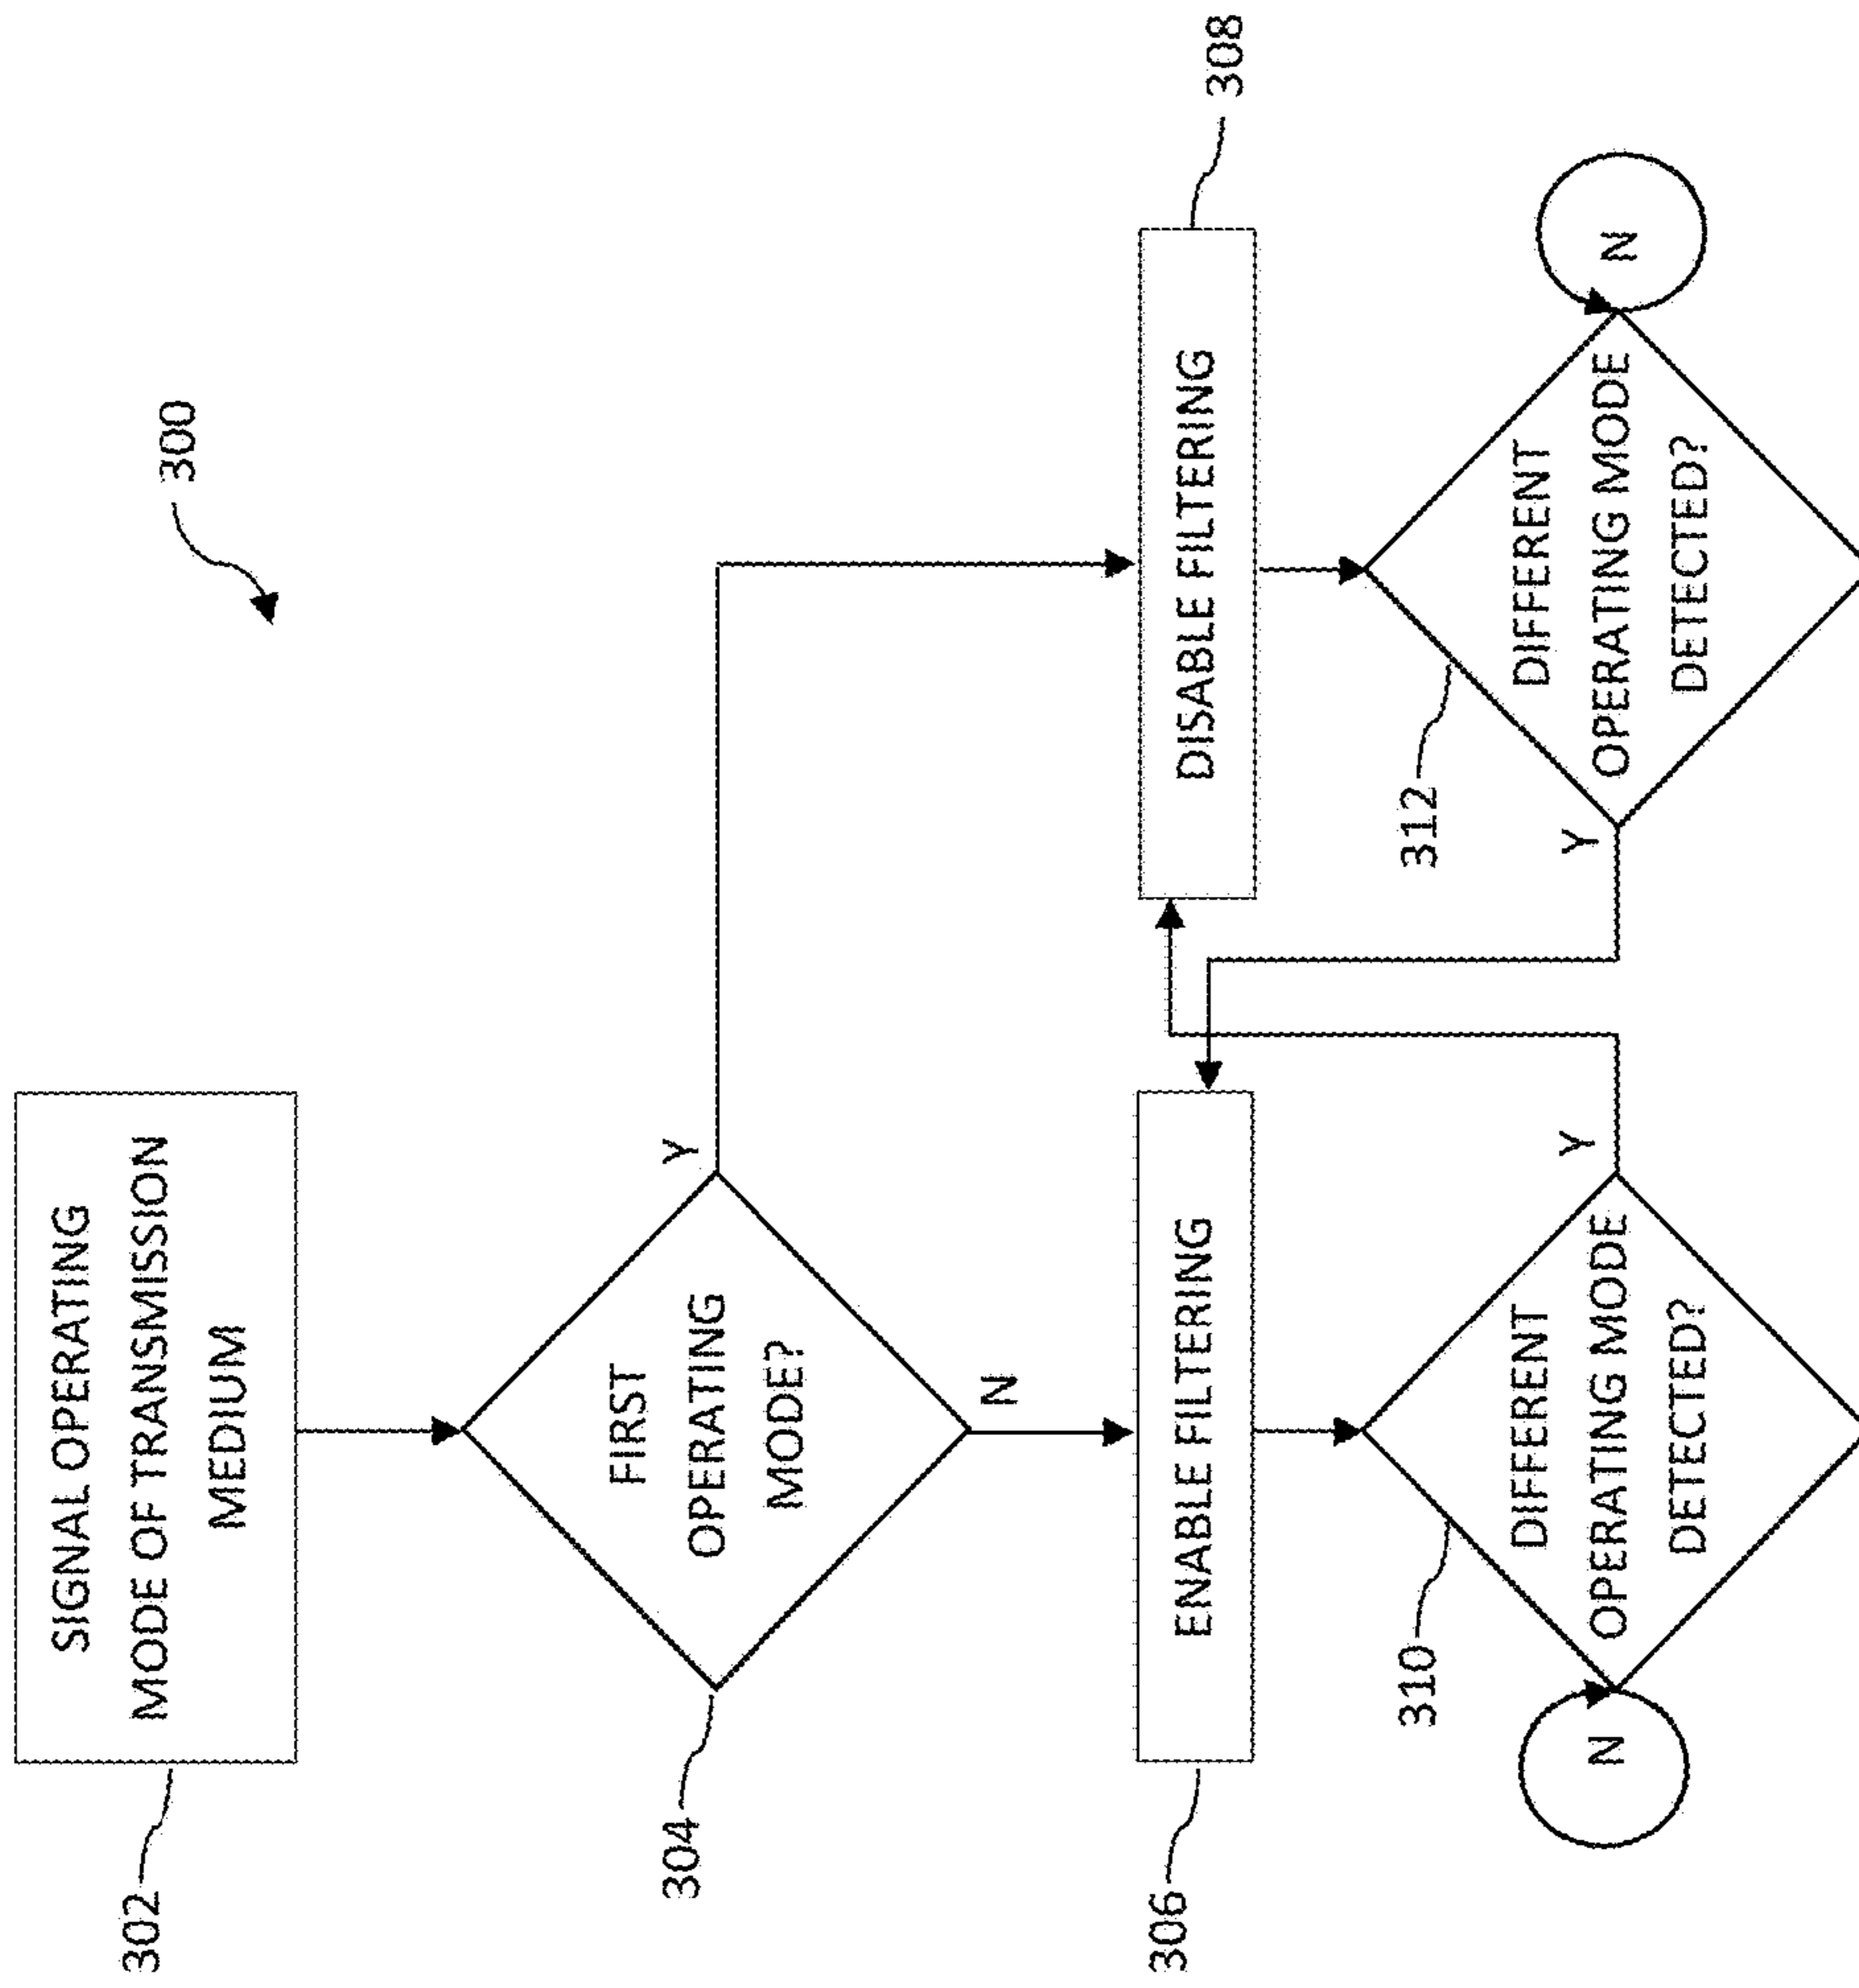 300
302
SIGNAL OPERATING
MODE OF TRANSMISSION
MEDIUM
304
FIRST
OPERATING
MODE?
Y
N
306
ENABLE FILTERING
DISABLE FILTERING
308
310
DIFFERENT
OPERATING MODE
DETECTED?
N
Y
312
DIFFERENT
OPERATING MODE
DETECTED?
Y
N